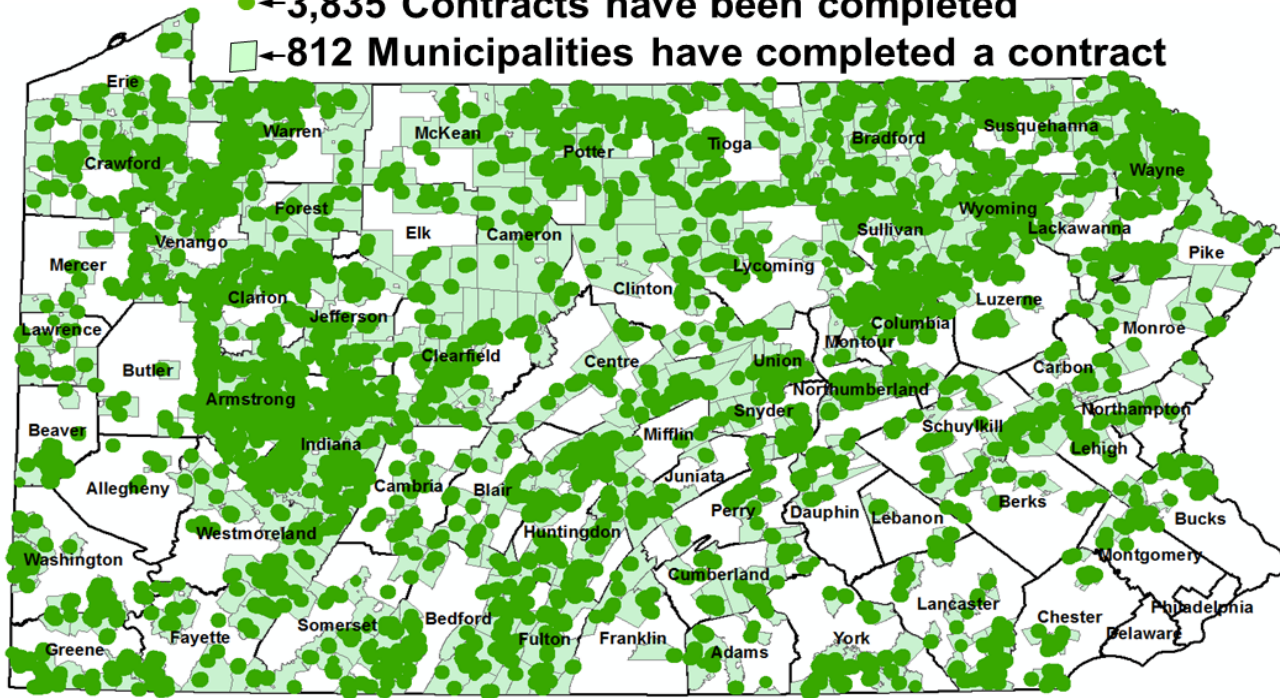 3,835 Contracts have been completed
812 Municipalities have completed a contract
Erie
Warren
McKean
Potter
Tioga
Bradford
Susquehanna
Crawford
Wayne
Forest
Wyoming
Venango
Elk
Cameron
Sullivan
Lackawanna
Mercer
Lycoming
Pike
Clarion
Clinton
Luzerne
Lawrence
Jefferson
Columbia
Monroe
Montour
Clearfield
Centre
Union
Carbon
Butler
Armstrong
Northumberland
Snyder
Northampton
Beaver
Indiana
Mifflin
Schuylkill
Lehigh
Allegheny
Cambria
Blair
Juniata
Berks
Perry
Dauphin
Lebanon
Bucks
Westmoreland
Huntingdon
Washington
Montgomery
Cumberland
Lancaster
Philadelphia
Bedford
Somerset
Chester
Delaware
Fayette
Fulton
Franklin
York
Greene
Adams